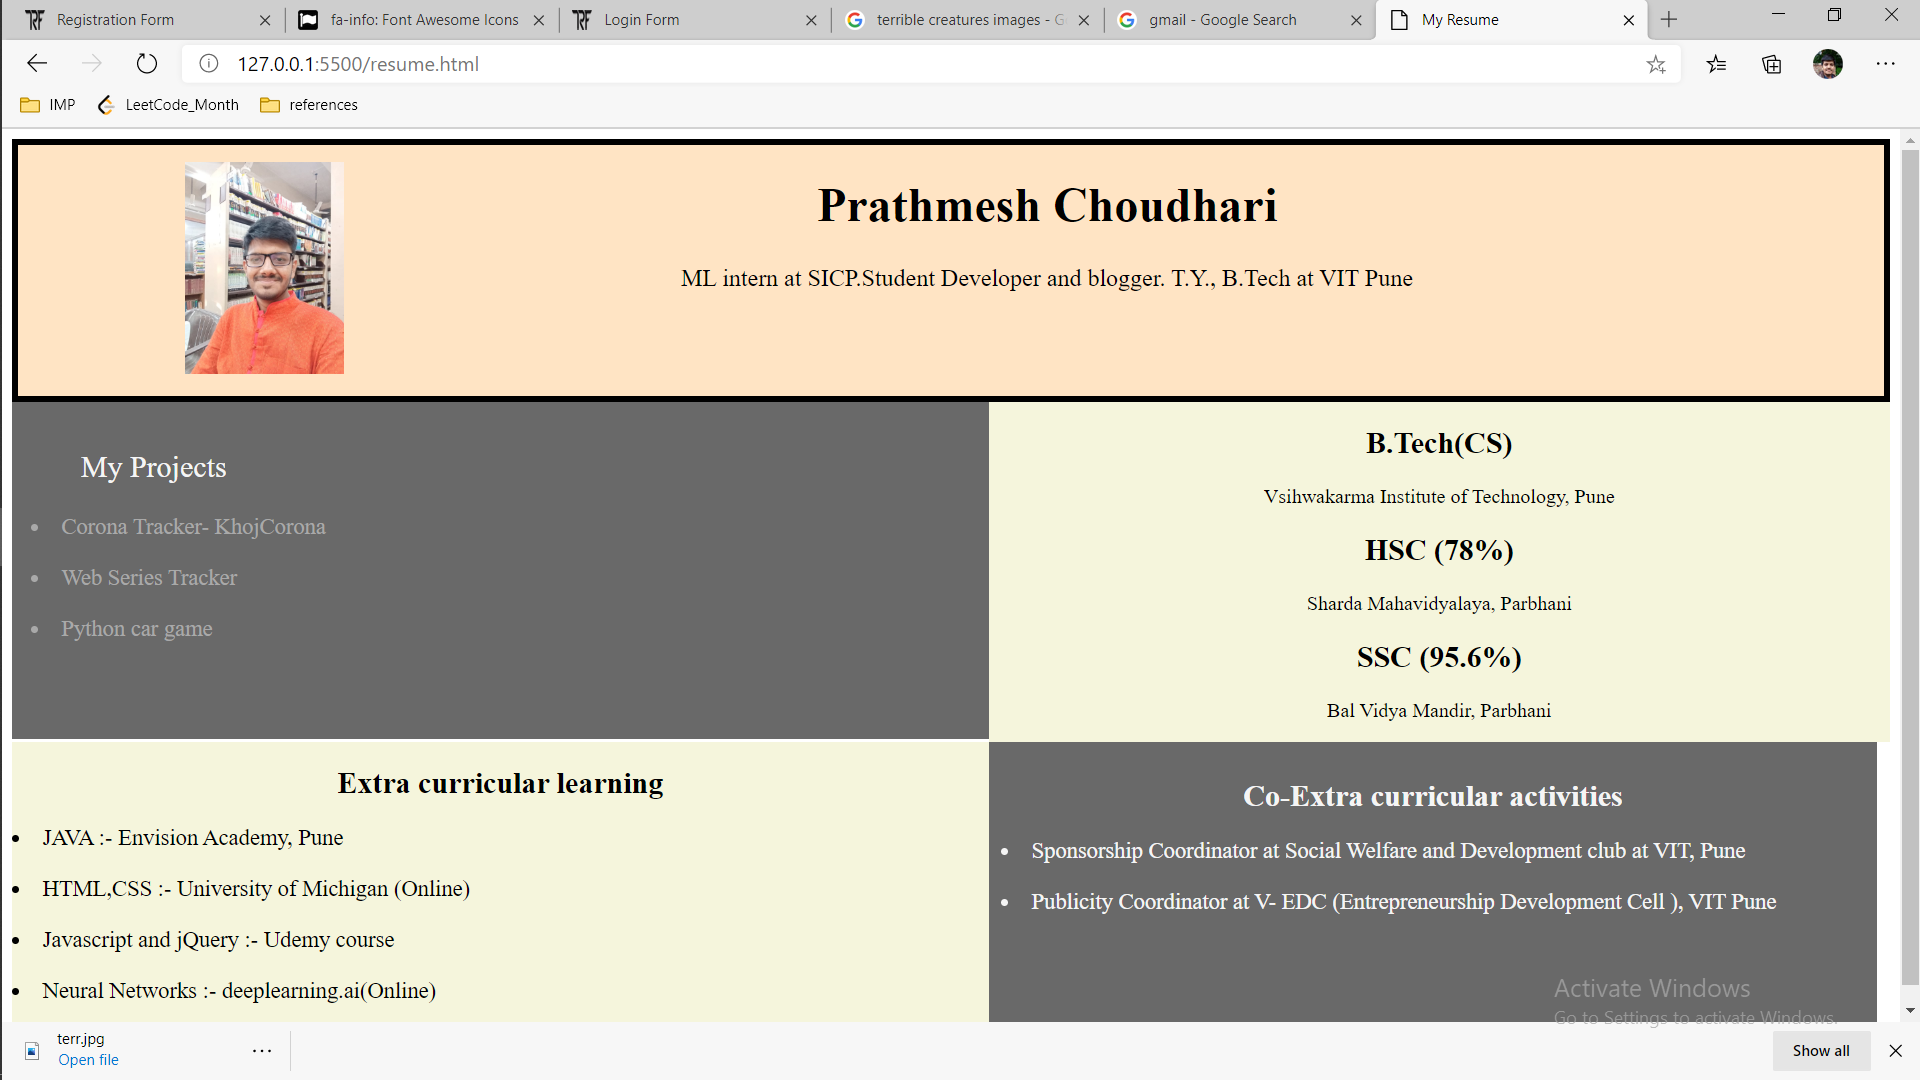 Registration Form
fa-info: Font Awesome Icons
Login Form
terrible creatures images - G
gmail - Google Search
My Resume
127.0.0.1:5500/resume.html
IMP
LeetCode_Month
references
Prathmesh Choudhari
ML intern at SICP.Student Developer and blogger. T.Y., B.Tech at VIT Pune
My Projects
• Corona Tracker- KhojCorona
• Web Series Tracker
• Python car game
B.Tech(CS)
Vsihwakarma Institute of Technology, Pune
HSC (78%)
Sharda Mahavidyalaya, Parbhani
SSC (95.6%)
Bal Vidya Mandir, Parbhani
Extra curricular learning
• JAVA :- Envision Academy, Pune
• HTML,CSS :- University of Michigan (Online)
• Javascript and jQuery :- Udemy course
• Neural Networks :- deeplearning.ai(Online)
Co-Extra curricular activities
• Sponsorship Coordinator at Social Welfare and Development club at VIT, Pune
• Publicity Coordinator at V- EDC (Entrepreneurship Development Cell ), VIT Pune
Activate Windows
Go to Settings to activate Windows.
terr.jpg
Open file
Show all